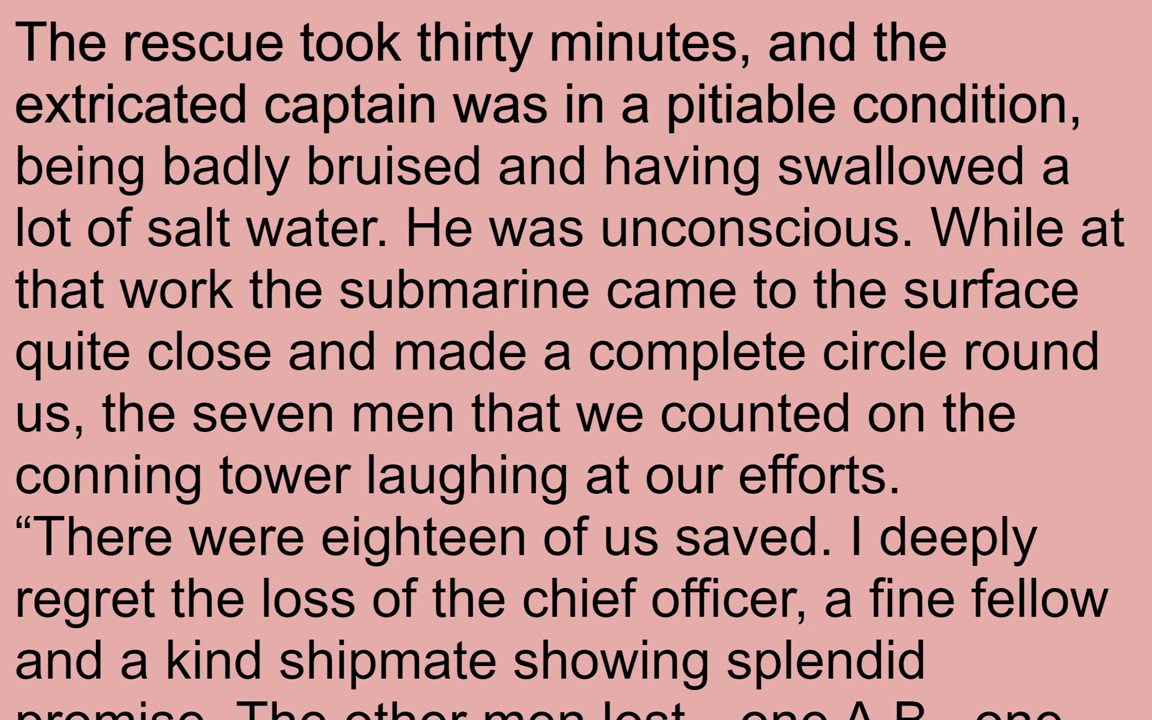 The rescue took thirty minutes, and the
extricated captain was in a pitiable condition,
being badly bruised and having swallowed a
lot of salt water. He was unconscious. While at
that work the submarine came to the surface
quite close and made a complete circle round
us, the seven men that we counted on the
conning tower laughing at our efforts.
“There were eighteen of us saved. I deeply
regret the loss of the chief officer, a fine fellow
and a kind shipmate showing splendid
promise. The other men lost—one A.B., one